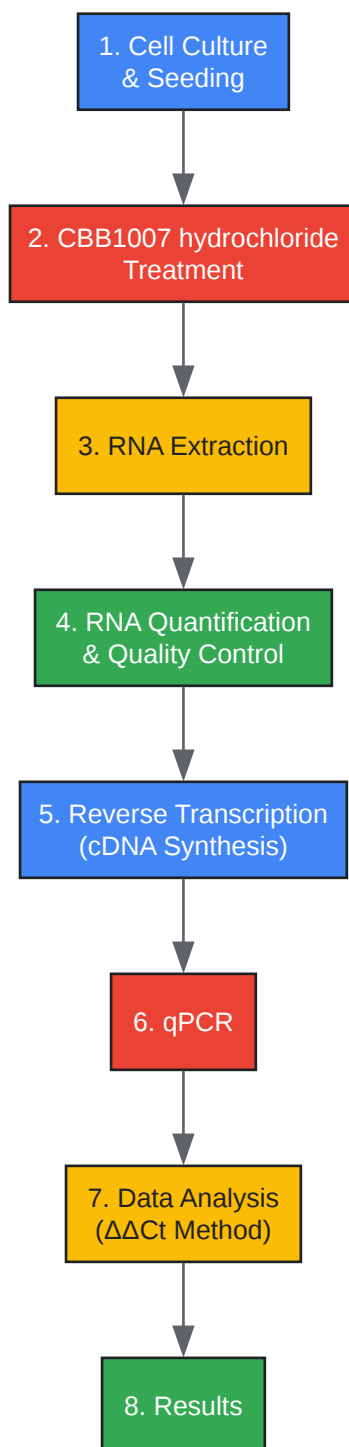 1. Cell Culture
& Seeding
2. CBB1007 hydrochloride
Treatment
3. RNA Extraction
4. RNA Quantification
& Quality Control
5. Reverse Transcription
(cDNA Synthesis)
6. qPCR
7. Data Analysis
(ΔΔCt Method)
8. Results